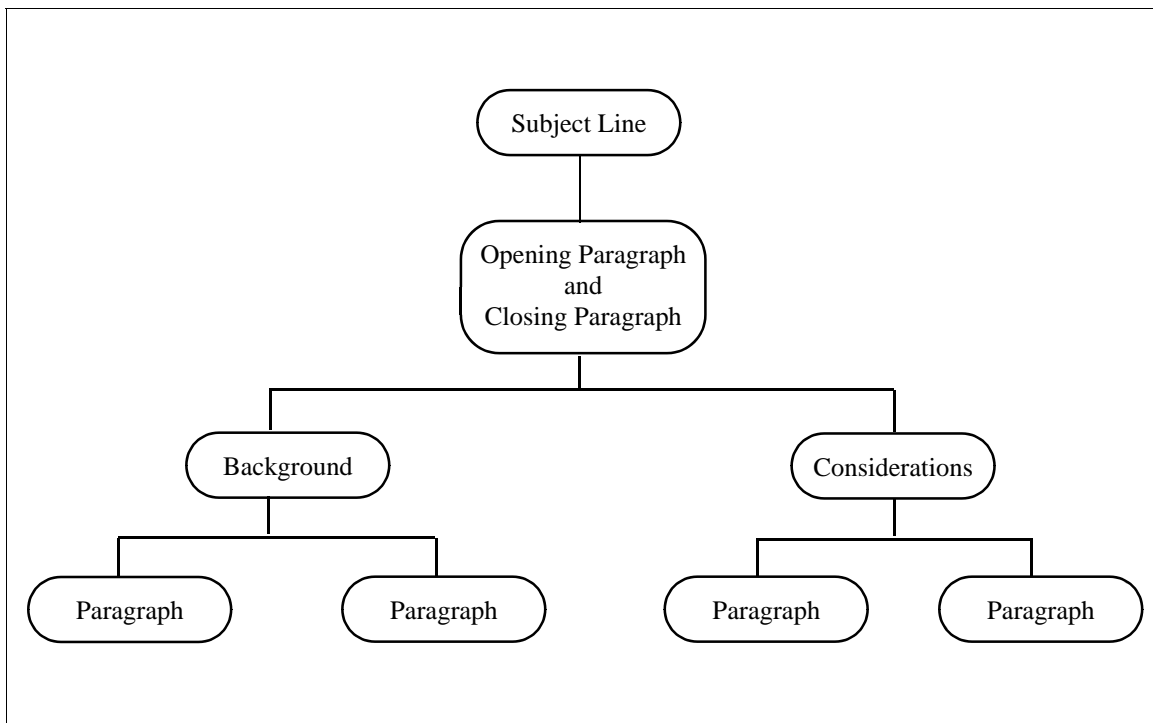 Subject Line
Opening Paragraph
and
Closing Paragraph
Background
Considerations
Paragraph
Paragraph
Paragraph
Paragraph